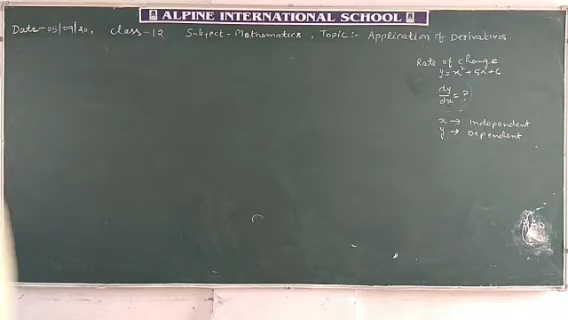 ALPINE INTERNATIONAL SCHOOL
Date-05/09/20, Class-12 Subject-Mathematics, Topic:- Application of Derivatives
Rate of change
y=x²+5x+6
dy/dx=?
x → Independent
y → Dependent